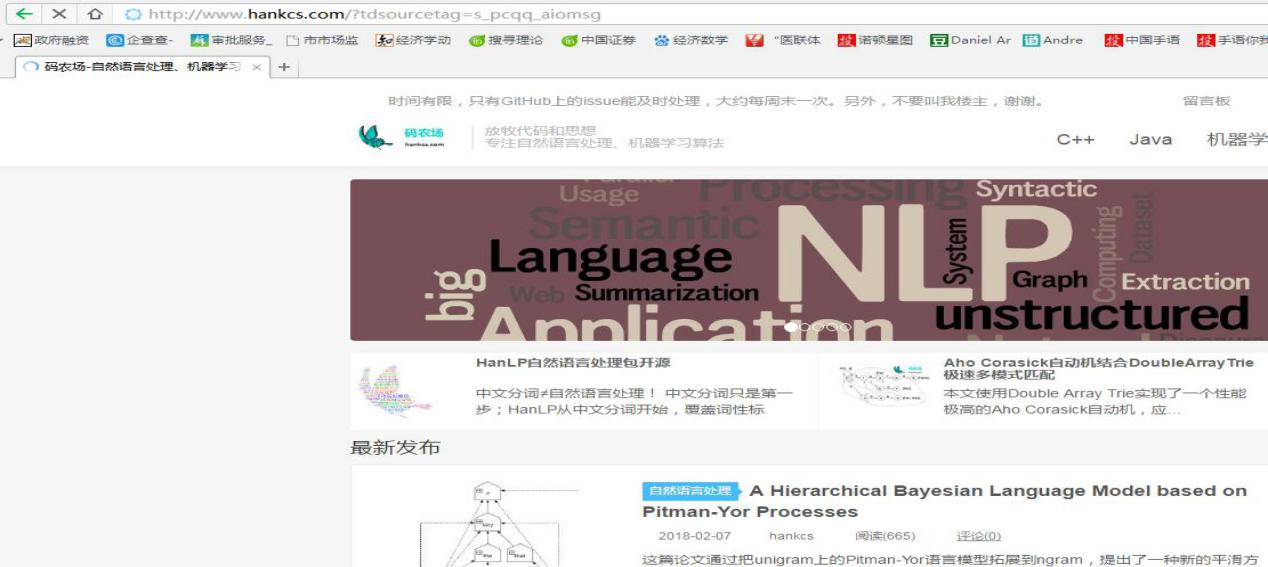 http://www.hankcs.com/?tdsourcetag=s_pcqq_aiomsg
政府融资 企查查- 审批服务_ 市市场监 经济学动 搜寻理论 中国证券 经济数学 "医联体 诺顿星图 Daniel Ar Andre 中国手语 手语你我
码农场-自然语言处理、机器学习
时间有限，只有GitHub上的issue能及时处理，大约每周末一次。另外，不要叫我楼主，谢谢。 留言板
码农场
hankcs.com
放牧代码和思想
专注自然语言处理、机器学习算法
C++ Java 机器学
Parallel
Usage
Processing
Syntactic
Semantic
NLP
Language
System
Computing
Dataset
big
Web
Summarization
Graph
Extraction
Application
unstructured
HanLP自然语言处理包开源
中文分词≠自然语言处理！ 中文分词只是第一
步；HanLP从中文分词开始，覆盖词性标
Aho Corasick自动机结合DoubleArrayTrie
极速多模式匹配
本文使用Double Array Trie实现了一个性能
极高的Aho Corasick自动机，应...
最新发布
自然语言处理 A Hierarchical Bayesian Language Model based on
Pitman-Yor Processes
2018-02-07 hankcs 阅读(665) 评论(0)
这篇论文通过把unigram上的Pitman-Yor语言模型拓展到ngram，提出了一种新的平滑方